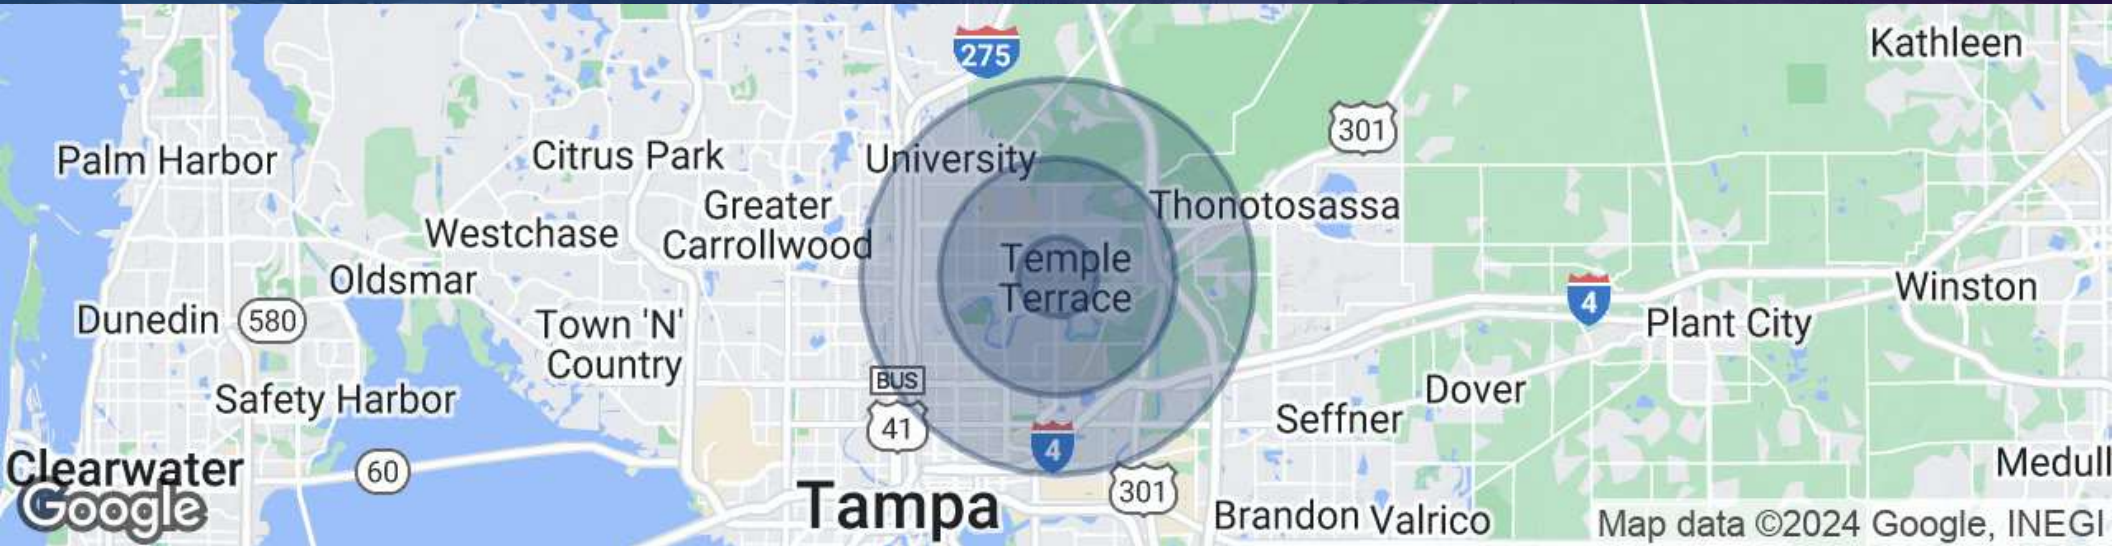 Kathleen
275
301
Palm Harbor
Citrus Park
University
Greater
Carrollwood
Thonotosassa
Westchase
Oldsmar
Temple
Terrace
4
Winston
Dunedin
580
Town 'N'
Country
Plant City
Safety Harbor
BUS
41
Dover
Seffner
4
Clearwater
60
301
Medull
Google
Tampa
Brandon
Valrico
Map data ©2024 Google, INEGI